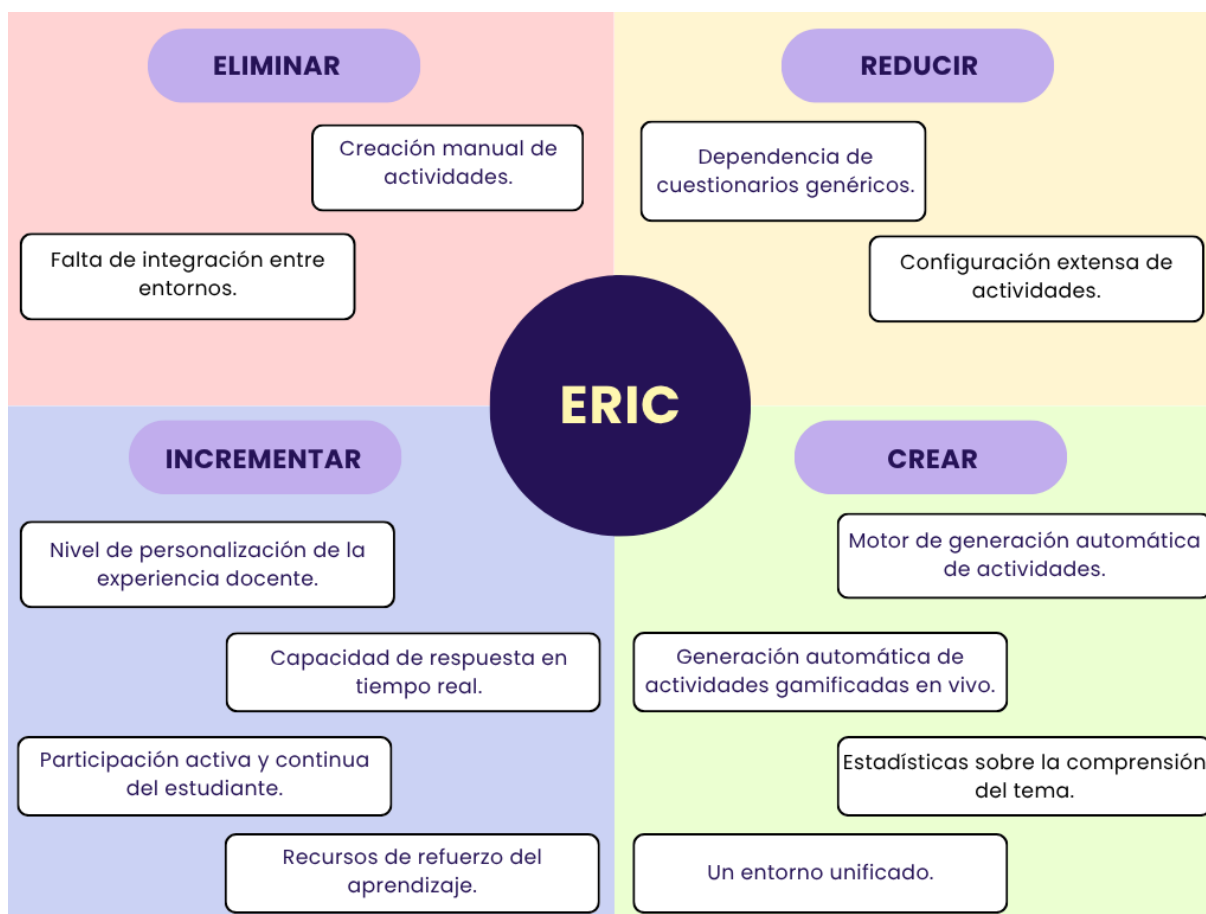 ELIMINAR
Creación manual de
actividades.
Falta de integración entre
entornos.
REDUCIR
Dependencia de
cuestionarios genéricos.
Configuración extensa de
actividades.
ERIC
INCREMENTAR
Nivel de personalización de la
experiencia docente.
Capacidad de respuesta en
tiempo real.
Participación activa y continua
del estudiante.
Recursos de refuerzo del
aprendizaje.
CREAR
Motor de generación automática
de actividades.
Generación automática de
actividades gamificadas en vivo.
Estadísticas sobre la comprensión
del tema.
Un entorno unificado.